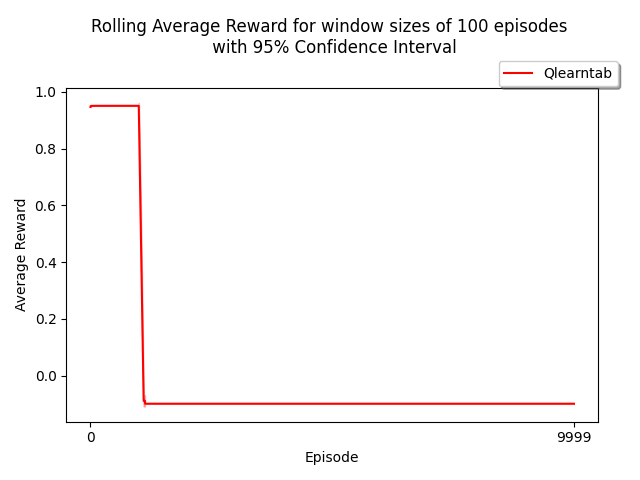 Rolling Average Reward for window sizes of 100 episodes
with 95% Confidence Interval
Qlearntab
1.0
0.8
0.6
0.4
0.2
0.0
Average Reward
0
9999
Episode